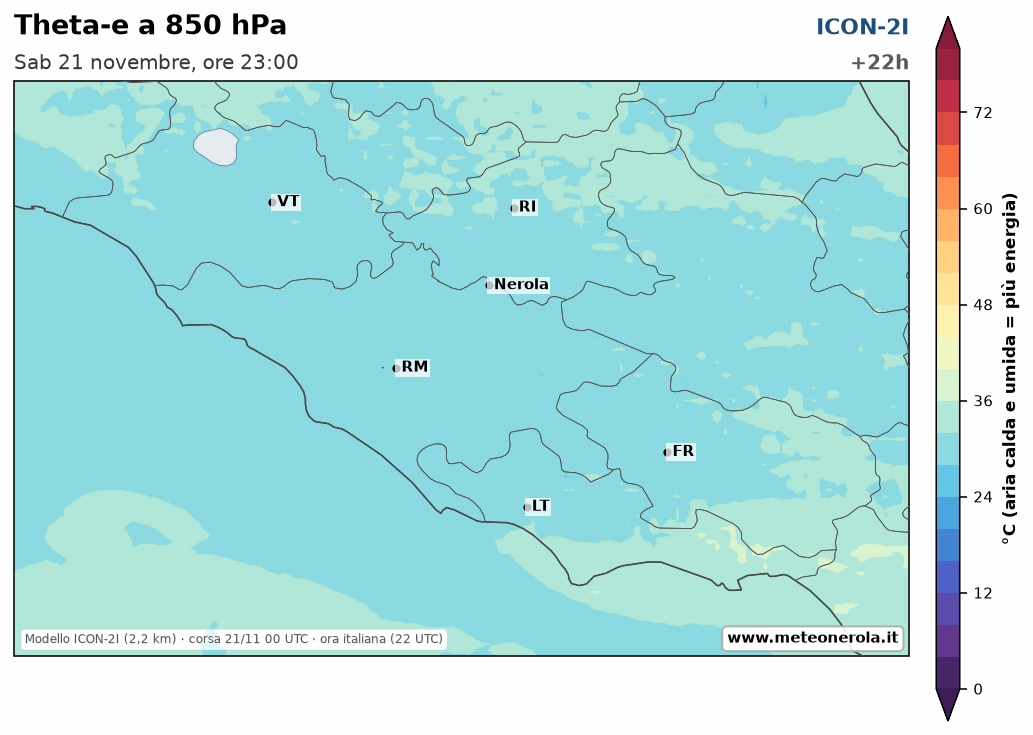 Theta-e a 850 hPa
ICON-2I
Sab 21 novembre, ore 23:00
+22h
VT
RI
Nerola
RM
FR
LT
Modello ICON-2I (2,2 km) · corsa 21/11 00 UTC · ora italiana (22 UTC)
www.meteonerola.it
72
60
48
36
24
12
0
°C (aria calda e umida = più energia)